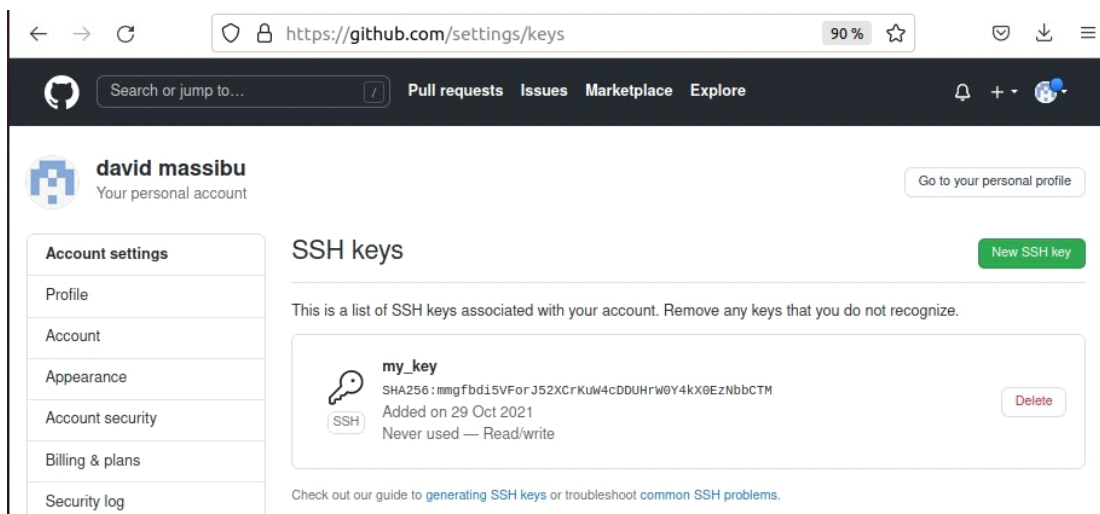 https://github.com/settings/keys 90 %
Search or jump to... / Pull requests Issues Marketplace Explore
david massibu
Your personal account
Go to your personal profile
Account settings
Profile
Account
Appearance
Account security
Billing & plans
Security log
SSH keys
New SSH key
This is a list of SSH keys associated with your account. Remove any keys that you do not recognize.
my_key
SHA256:mmgfbdi5VForJ52XCrKuW4cDDUHrW0Y4kX0EzNbbCTM
SSH
Added on 29 Oct 2021
Never used — Read/write
Delete
Check out our guide to generating SSH keys or troubleshoot common SSH problems.